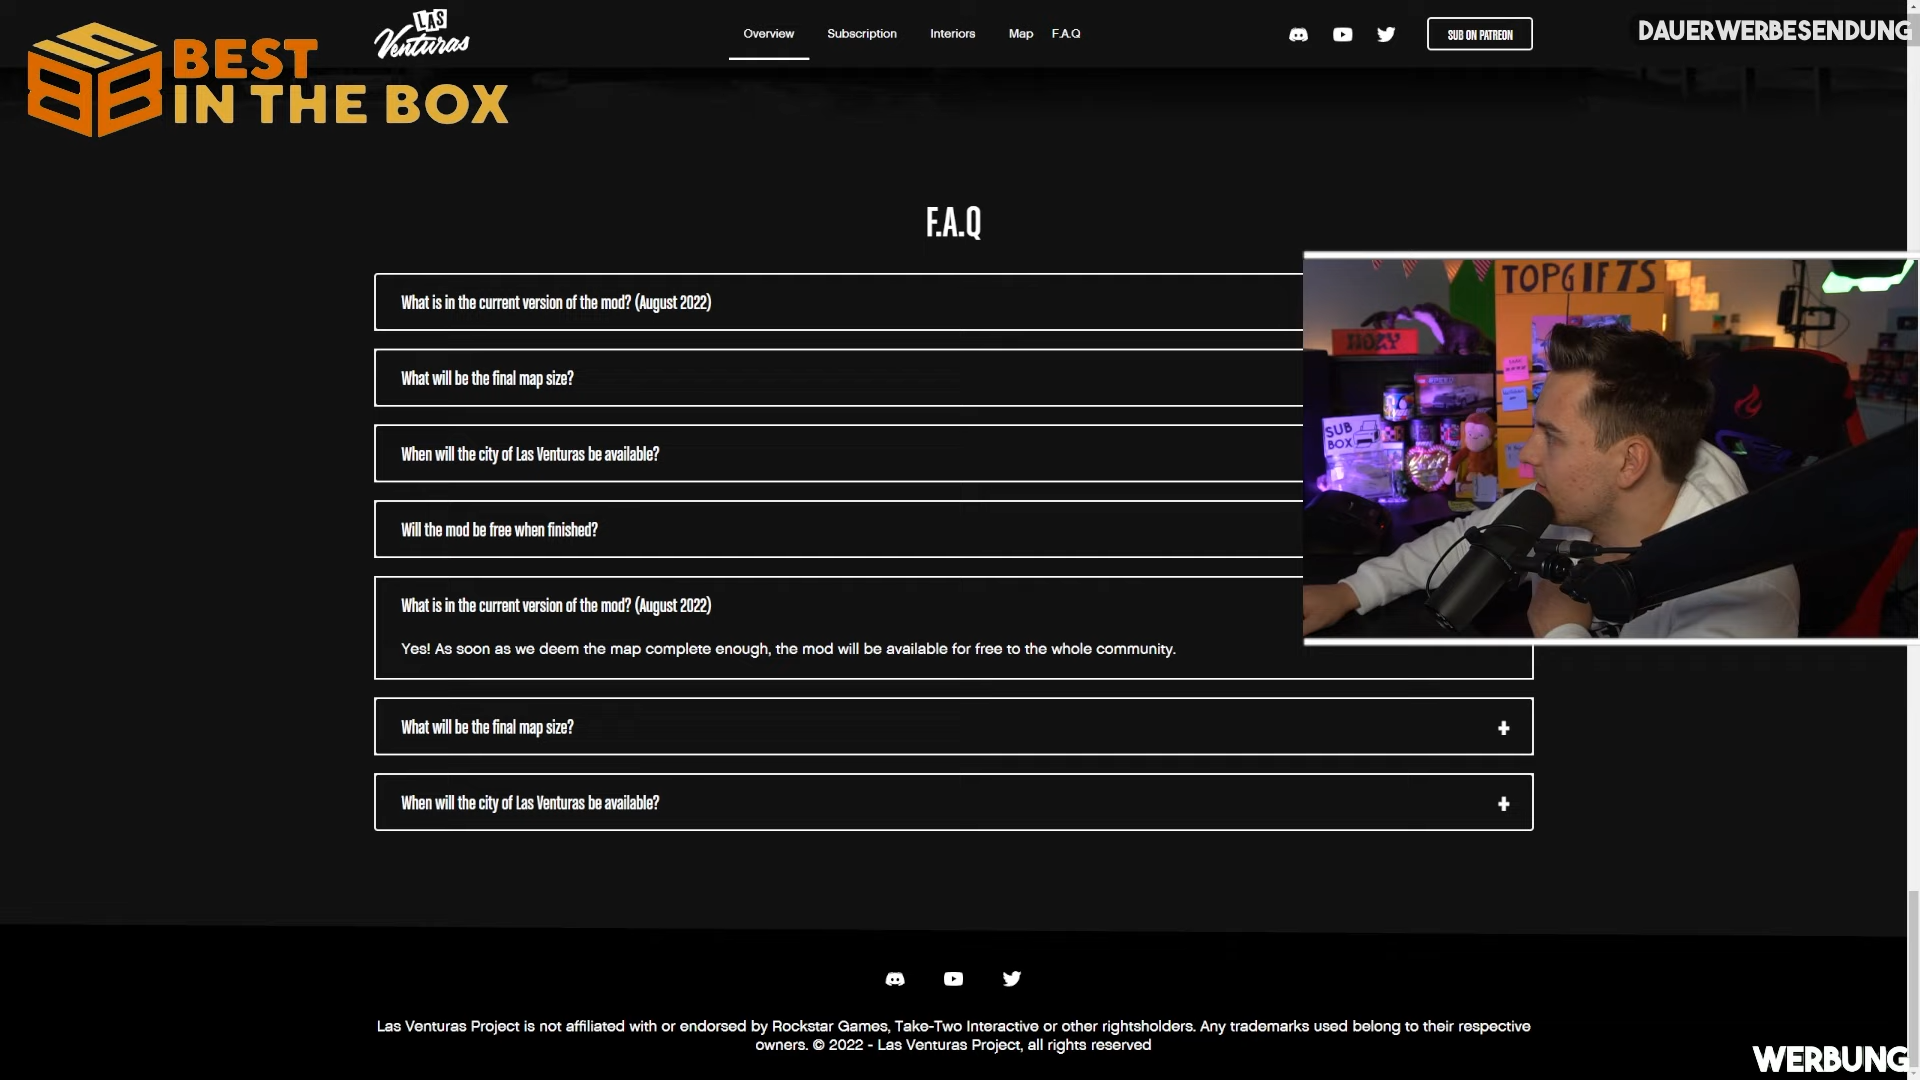 LAS
Venturas
Overview
Subscription
Interiors
Map
F.A.Q
SUB ON PATREON
DAUERWERBESENDUNG
BEST
IN THE BOX
F.A.Q
What is in the current version of the mod? (August 2022)
What will be the final map size?
When will the city of Las Venturas be available?
Will the mod be free when finished?
What is in the current version of the mod? (August 2022)
Yes! As soon as we deem the map complete enough, the mod will be available for free to the whole community.
What will be the final map size?
When will the city of Las Venturas be available?
TOPGIFTS
SUB
BOX
Las Venturas Project is not affiliated with or endorsed by Rockstar Games, Take-Two Interactive or other rightsholders. Any trademarks used belong to their respective
owners. © 2022 - Las Venturas Project, all rights reserved
WERBUNG